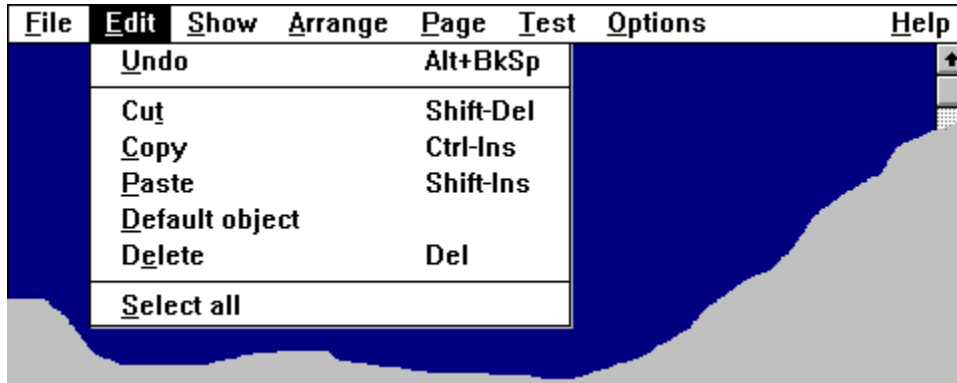 File Edit Show Arrange Page Test Options Help
Undo Alt+BkSp
Cut Shift-Del
Copy Ctrl-Ins
Paste Shift-Ins
Default object
Delete Del
Select all